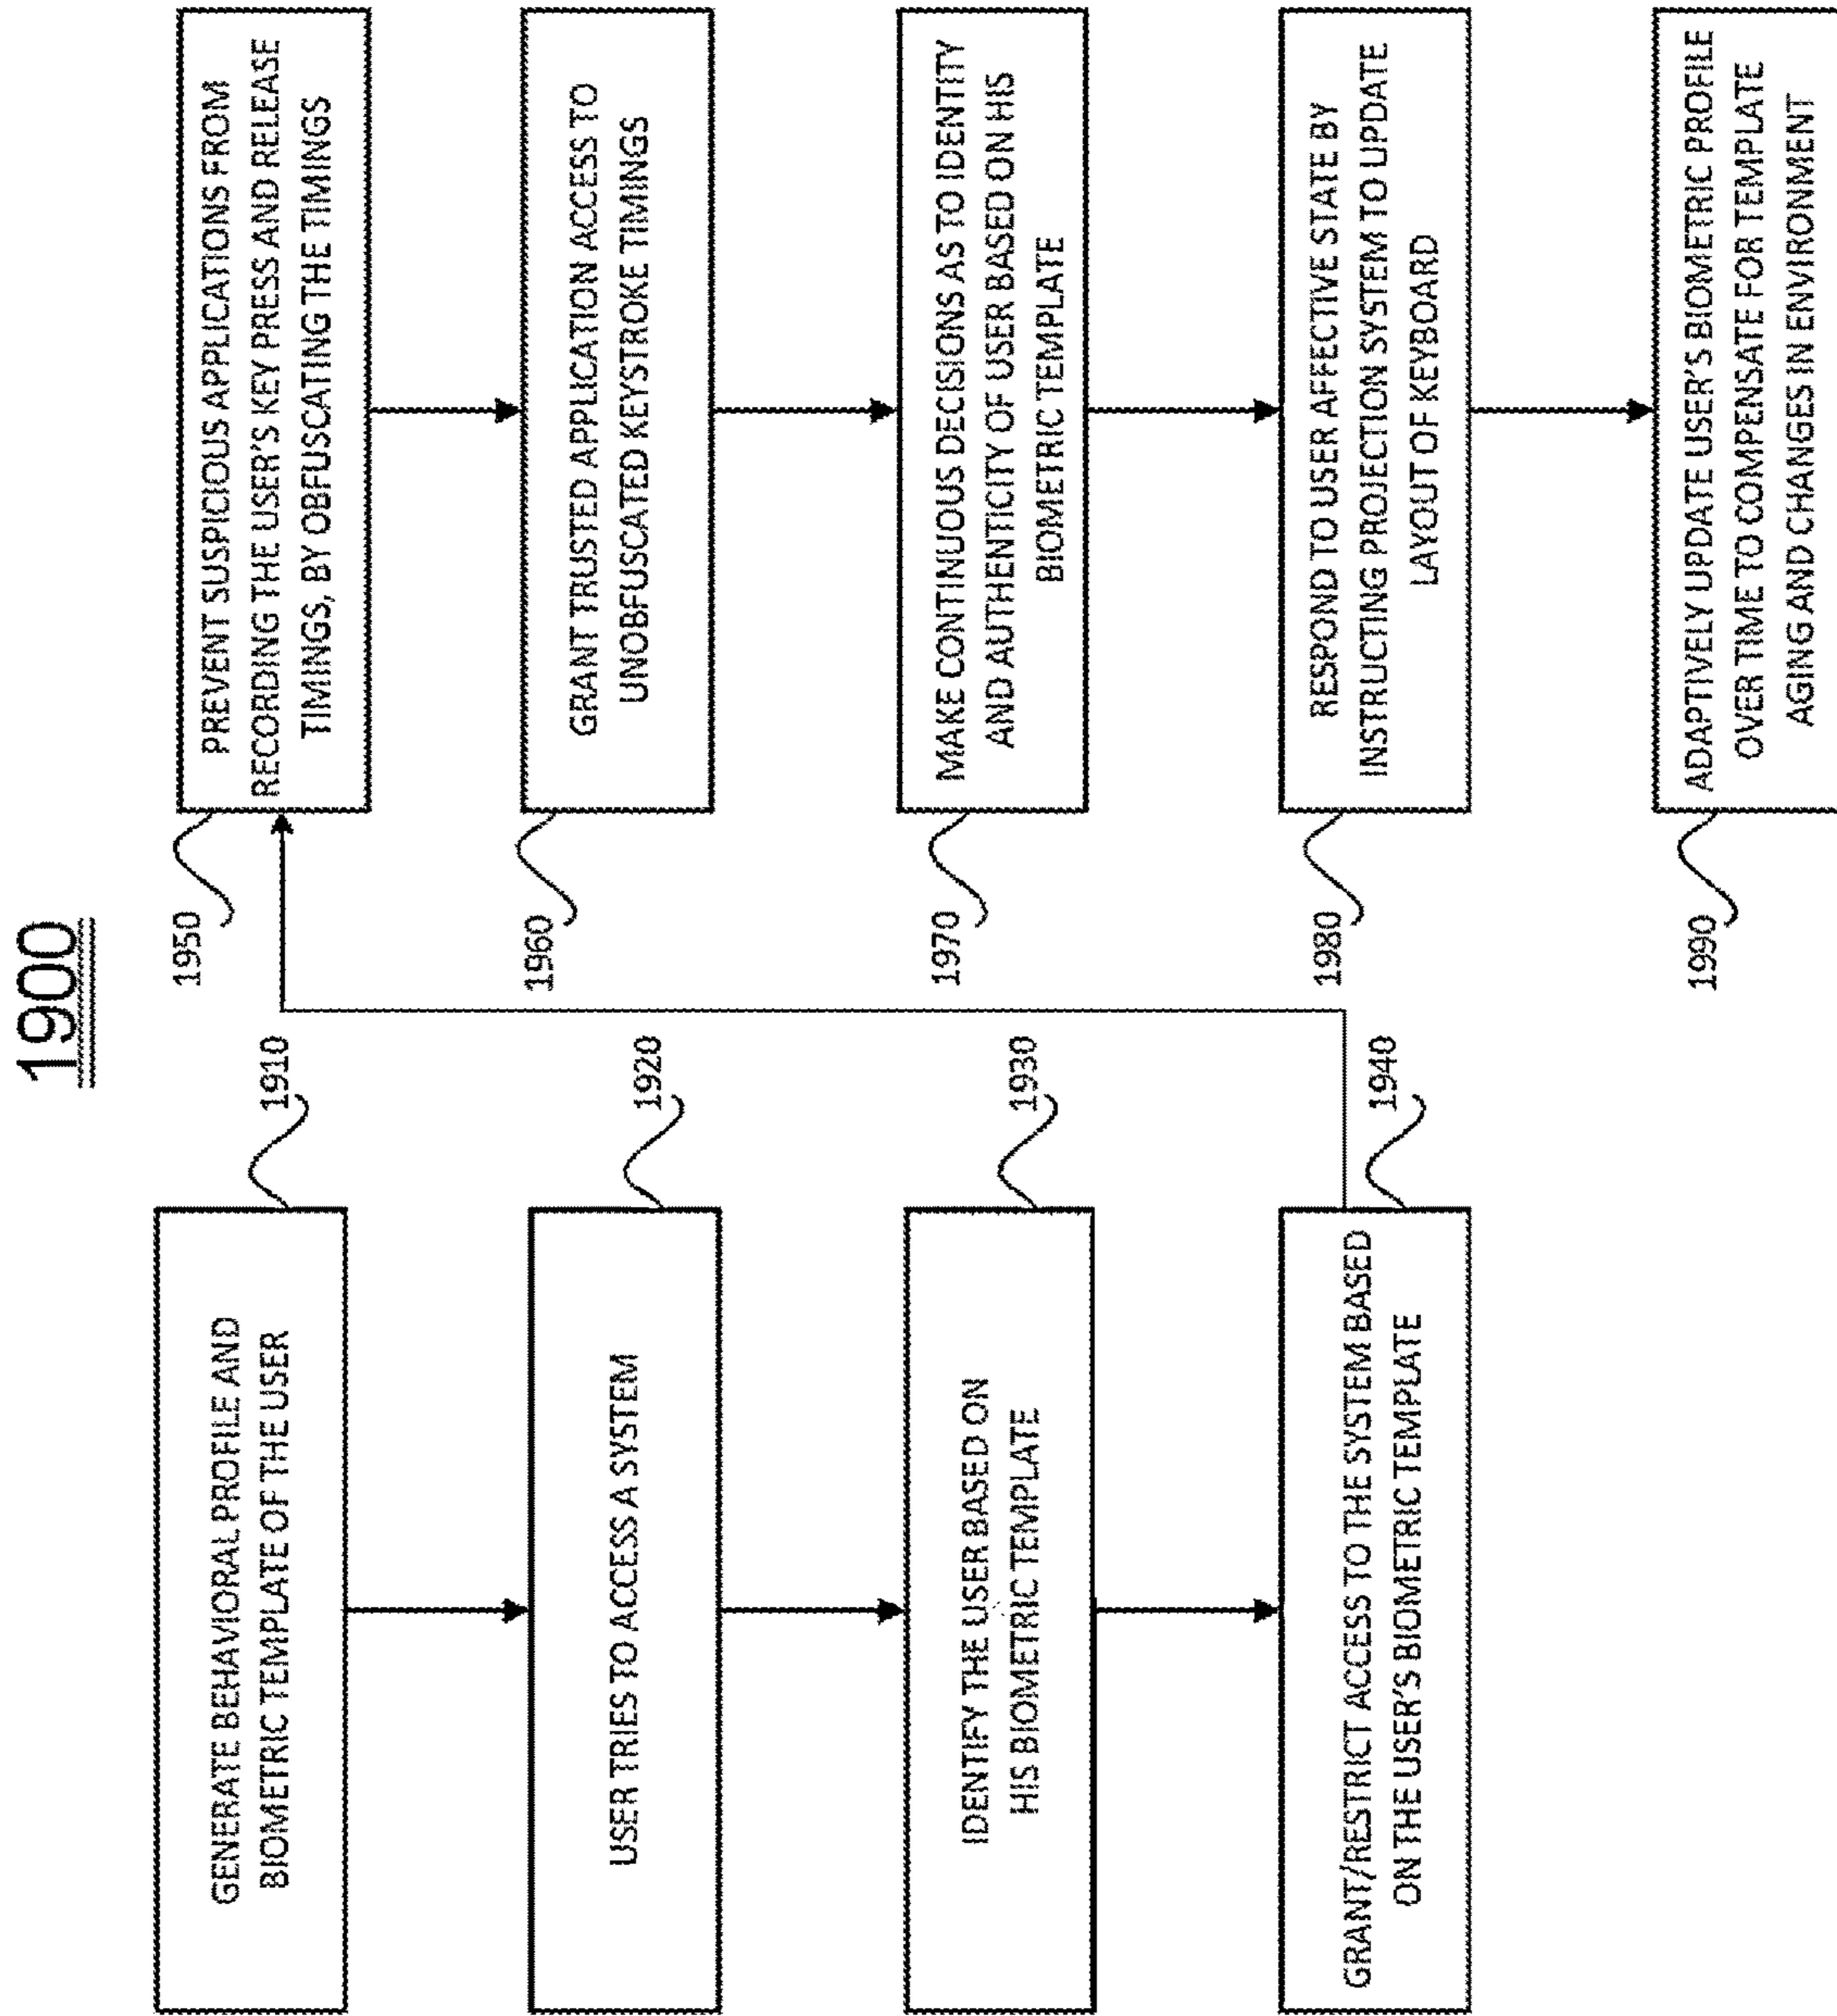 1900
GENERATE BEHAVIORAL PROFILE AND
BIOMETRIC TEMPLATE OF THE USER
1910
USER TRIES TO ACCESS A SYSTEM
1920
IDENTIFY THE USER BASED ON
HIS BIOMETRIC TEMPLATE
1930
GRANT/RESTRICT ACCESS TO THE SYSTEM BASED
ON THE USER'S BIOMETRIC TEMPLATE
1940
1950
PREVENT SUSPICIOUS APPLICATIONS FROM
RECORDING THE USER'S KEY PRESS AND RELEASE
TIMINGS, BY OBFUSCATING THE TIMINGS
1960
GRANT TRUSTED APPLICATION ACCESS TO
UNOBFUSCATED KEYSTROKE TIMINGS
1970
MAKE CONTINUOUS DECISIONS AS TO IDENTITY
AND AUTHENTICITY OF USER BASED ON HIS
BIOMETRIC TEMPLATE
1980
RESPOND TO USER AFFECTIVE STATE BY
INSTRUCTING PROJECTION SYSTEM TO UPDATE
LAYOUT OF KEYBOARD
1990
ADAPTIVELY UPDATE USER'S BIOMETRIC PROFILE
OVER TIME TO COMPENSATE FOR TEMPLATE
AGING AND CHANGES IN ENVIRONMENT